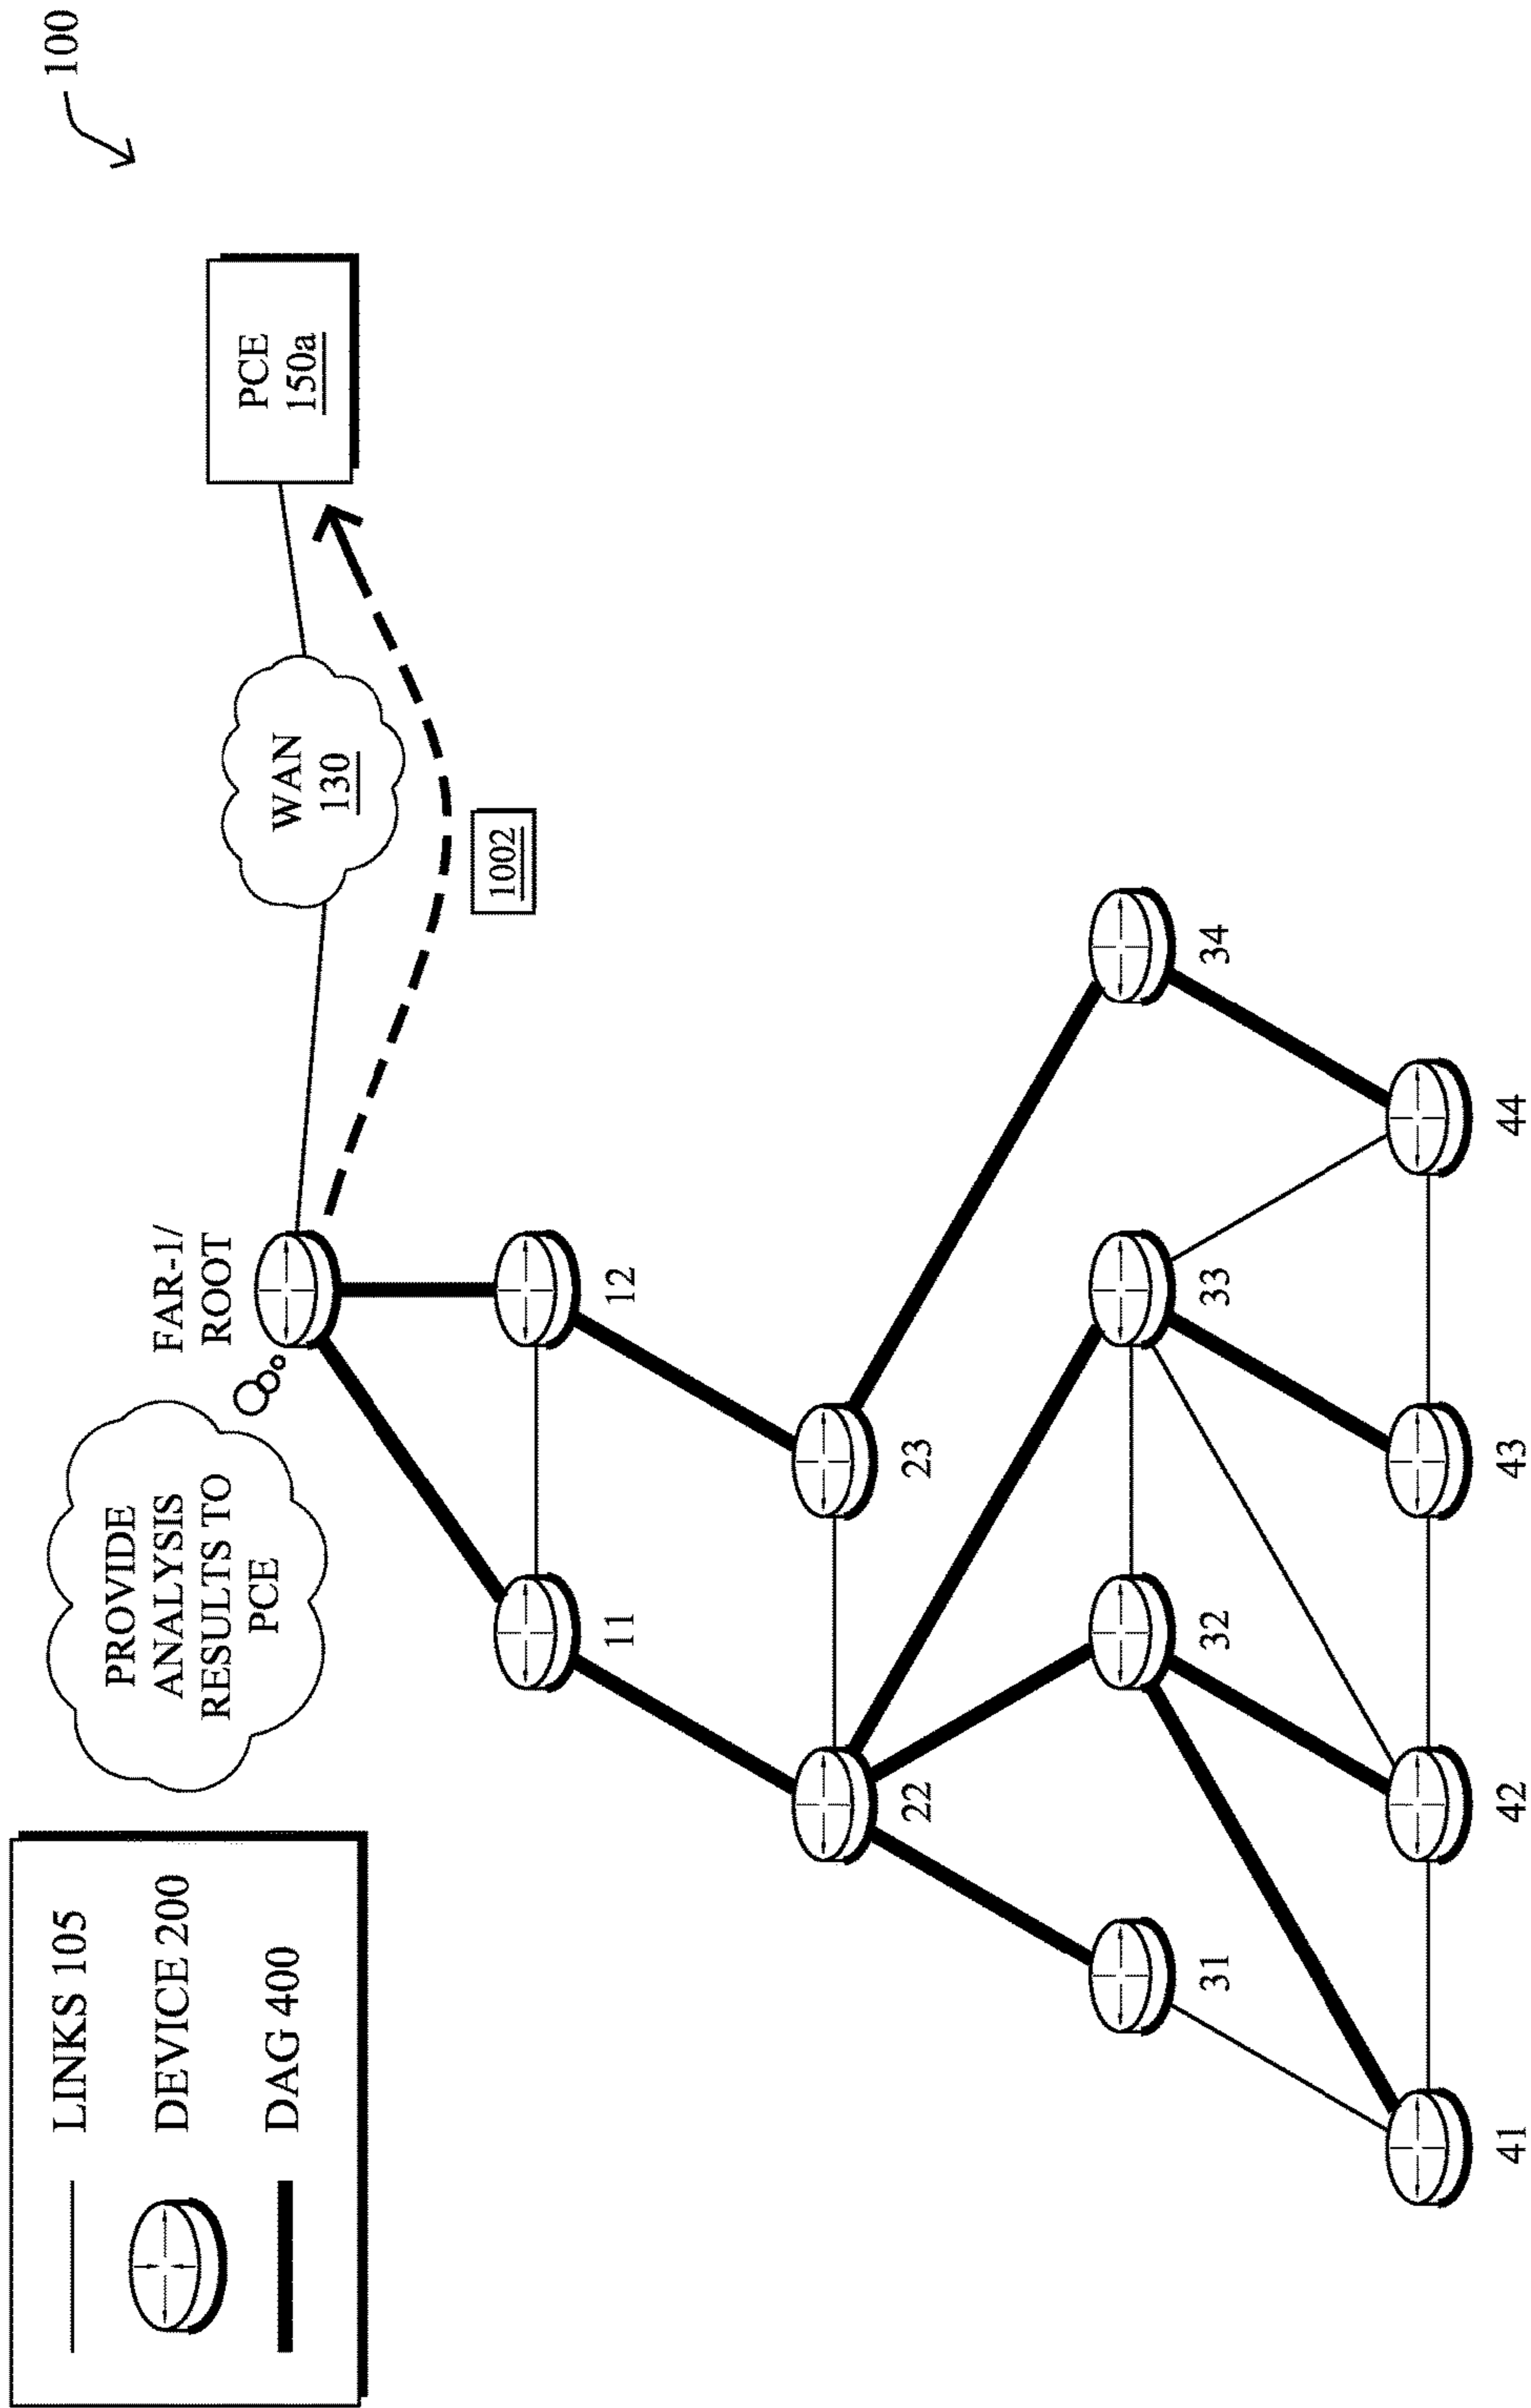 LINKS 105
DEVICE 200
DAG 400
PROVIDE
ANALYSIS
RESULTS TO
PCE
FAR-1/
ROOT
WAN
130
PCE
150a
100
1002
11
12
22
23
31
32
33
34
41
42
43
44